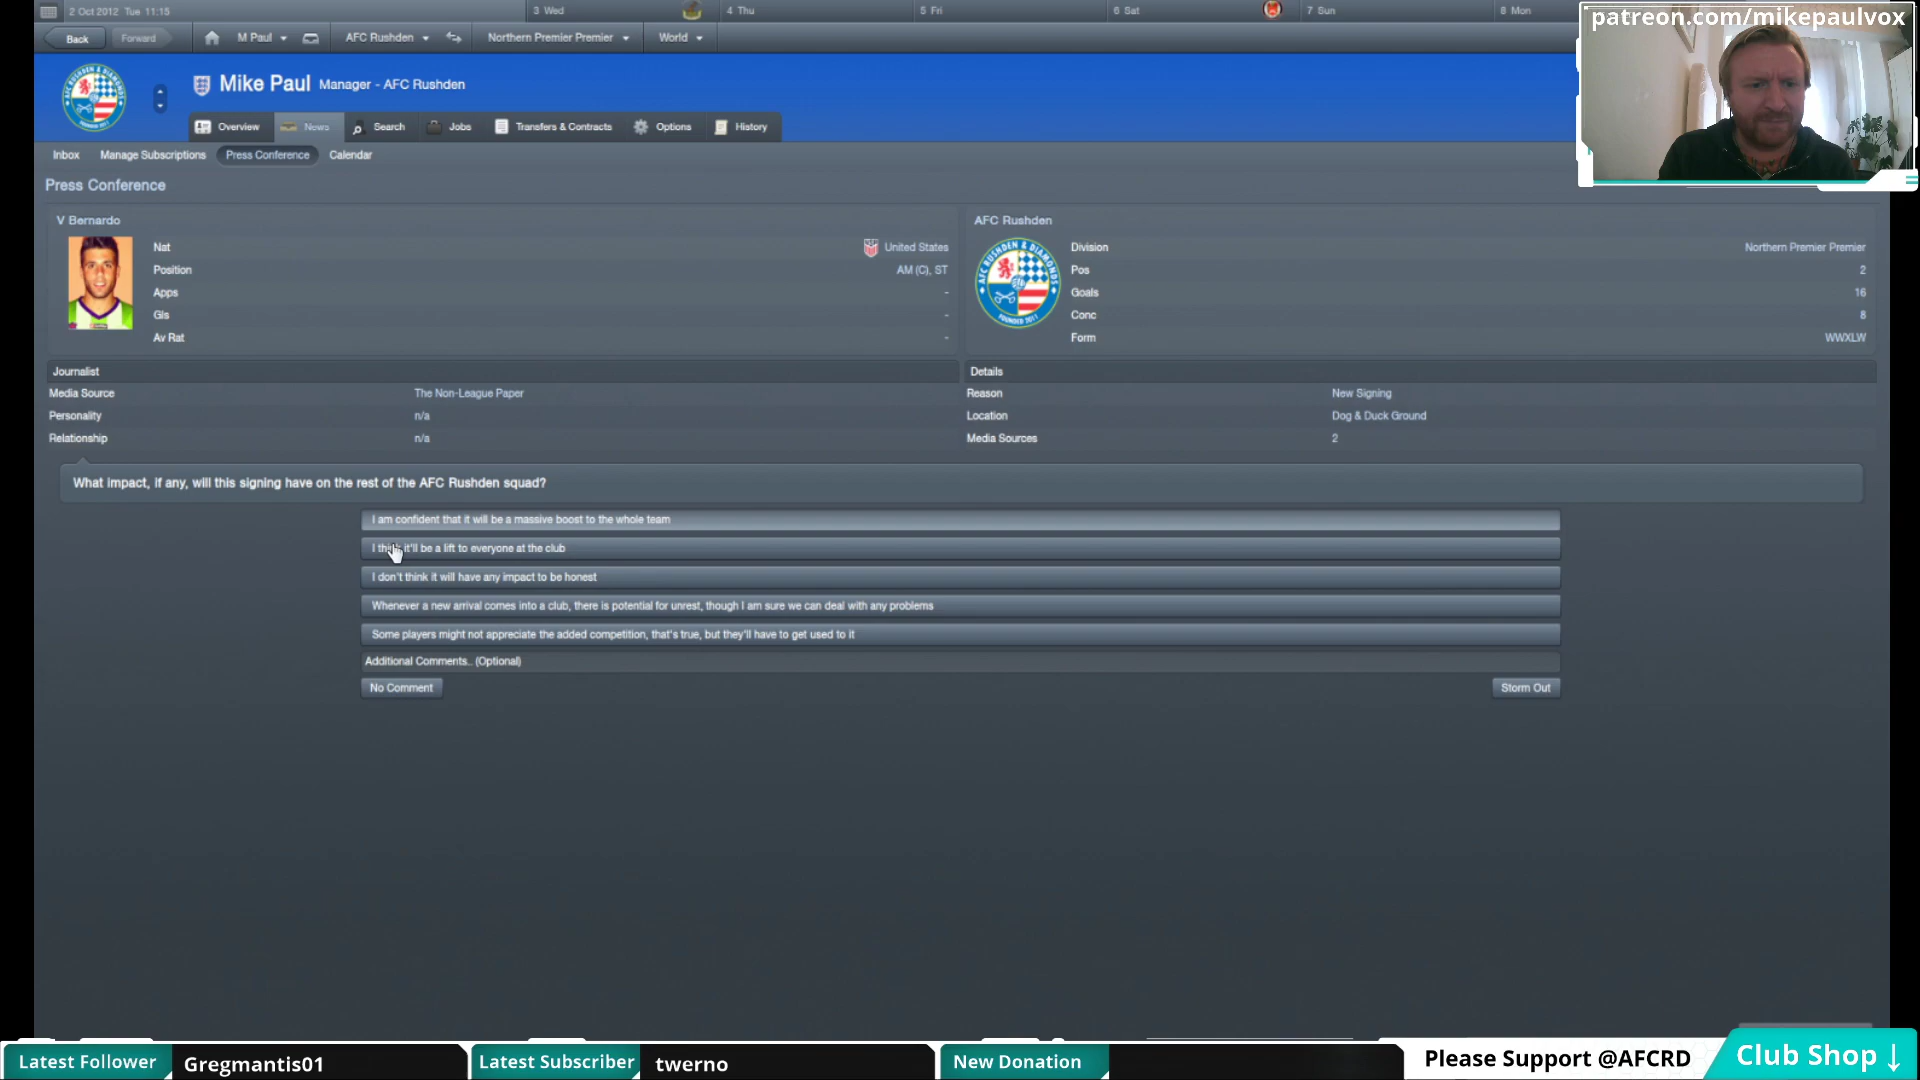 2 Oct 2012 Tue 11:15
3 Wed
4 Thu
5 Fri
6 Sat
7 Sun
8 Mon
patreon.com/mikepaulvox
Back
Forward
M Paul
AFC Rushden
Northern Premier Premier
World
Mike Paul Manager - AFC Rushden
Overview
News
Search
Jobs
Transfers & Contracts
Options
History
Inbox
Manage Subscriptions
Press Conference
Calendar
Press Conference
V Bernardo
Nat United States
Position AM (C), ST
Apps -
Gls -
Av Rat -
AFC Rushden
AFC RUSHDEN & DIAMONDS
FOUNDED 2011
Division Northern Premier Premier
Pos 2
Goals 16
Conc 8
Form WWXLW
Journalist
Media Source The Non-League Paper
Personality n/a
Relationship n/a
Details
Reason New Signing
Location Dog & Duck Ground
Media Sources 2
What impact, if any, will this signing have on the rest of the AFC Rushden squad?
I am confident that it will be a massive boost to the whole team
I think it'll be a lift to everyone at the club
I don't think it will have any impact to be honest
Whenever a new arrival comes into a club, there is potential for unrest, though I am sure we can deal with any problems
Some players might not appreciate the added competition, that's true, but they'll have to get used to it
Additional Comments.. (Optional)
No Comment
Storm Out
Latest Follower
Gregmantis01
Latest Subscriber
twerno
New Donation
Please Support @AFCRD
Club Shop ↓